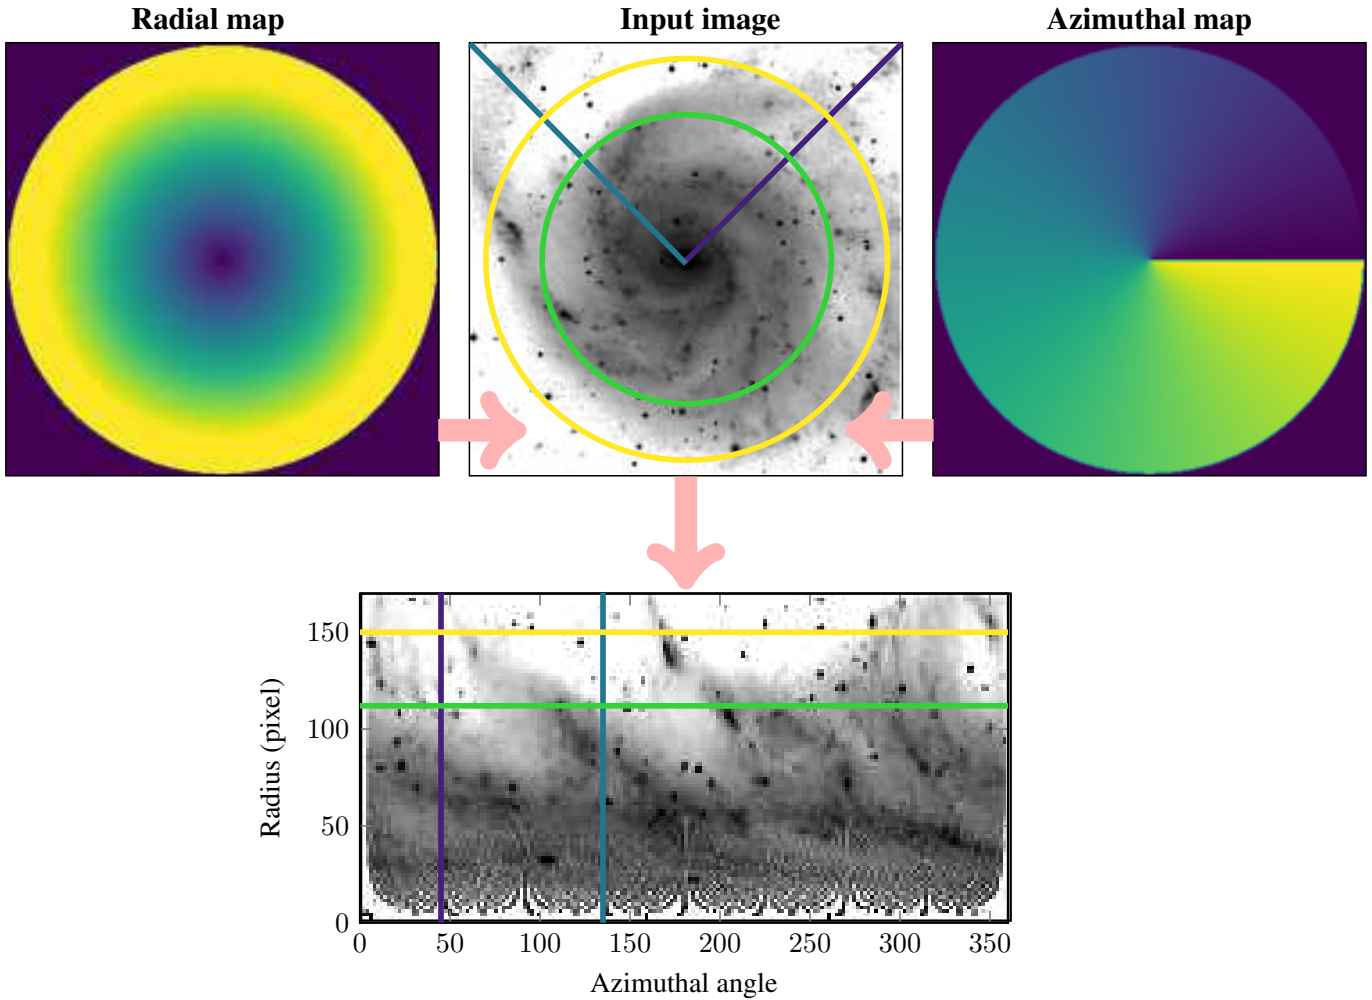 Radial map
Input image
Azimuthal map
150
100
50
0
Radius (pixel)
0 50 100 150 200 250 300 350
Azimuthal angle